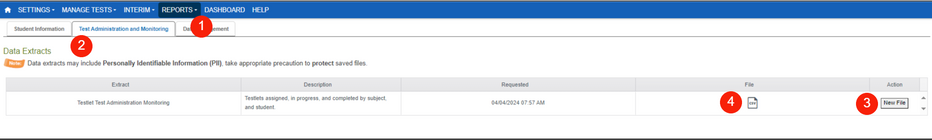 SETTINGS MANAGE TESTS INTERIM REPORTS DASHBOARD HELP
1
Student Information Test Administration and Monitoring
2
Data Extracts
Data extracts may include Personally Identifiable Information (PII), take appropriate precaution to protect saved files.
Extract Description Requested File Action
Testlet Test Administration Monitoring Testlets assigned, in progress, and completed by subject, and student. 04/04/2024 07:57 AM 4 CSV 3 New File